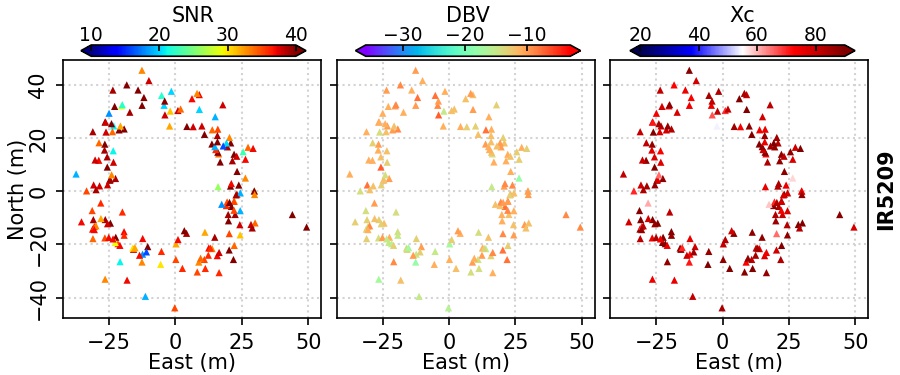 SNR DBV Xc
10 20 30 40 −30 −20 −10 20 40 60 80
40
20
0
−20
−40
North (m)
IR5209
−25 0 25 50 −25 0 25 50 −25 0 25 50
East (m) East (m) East (m)